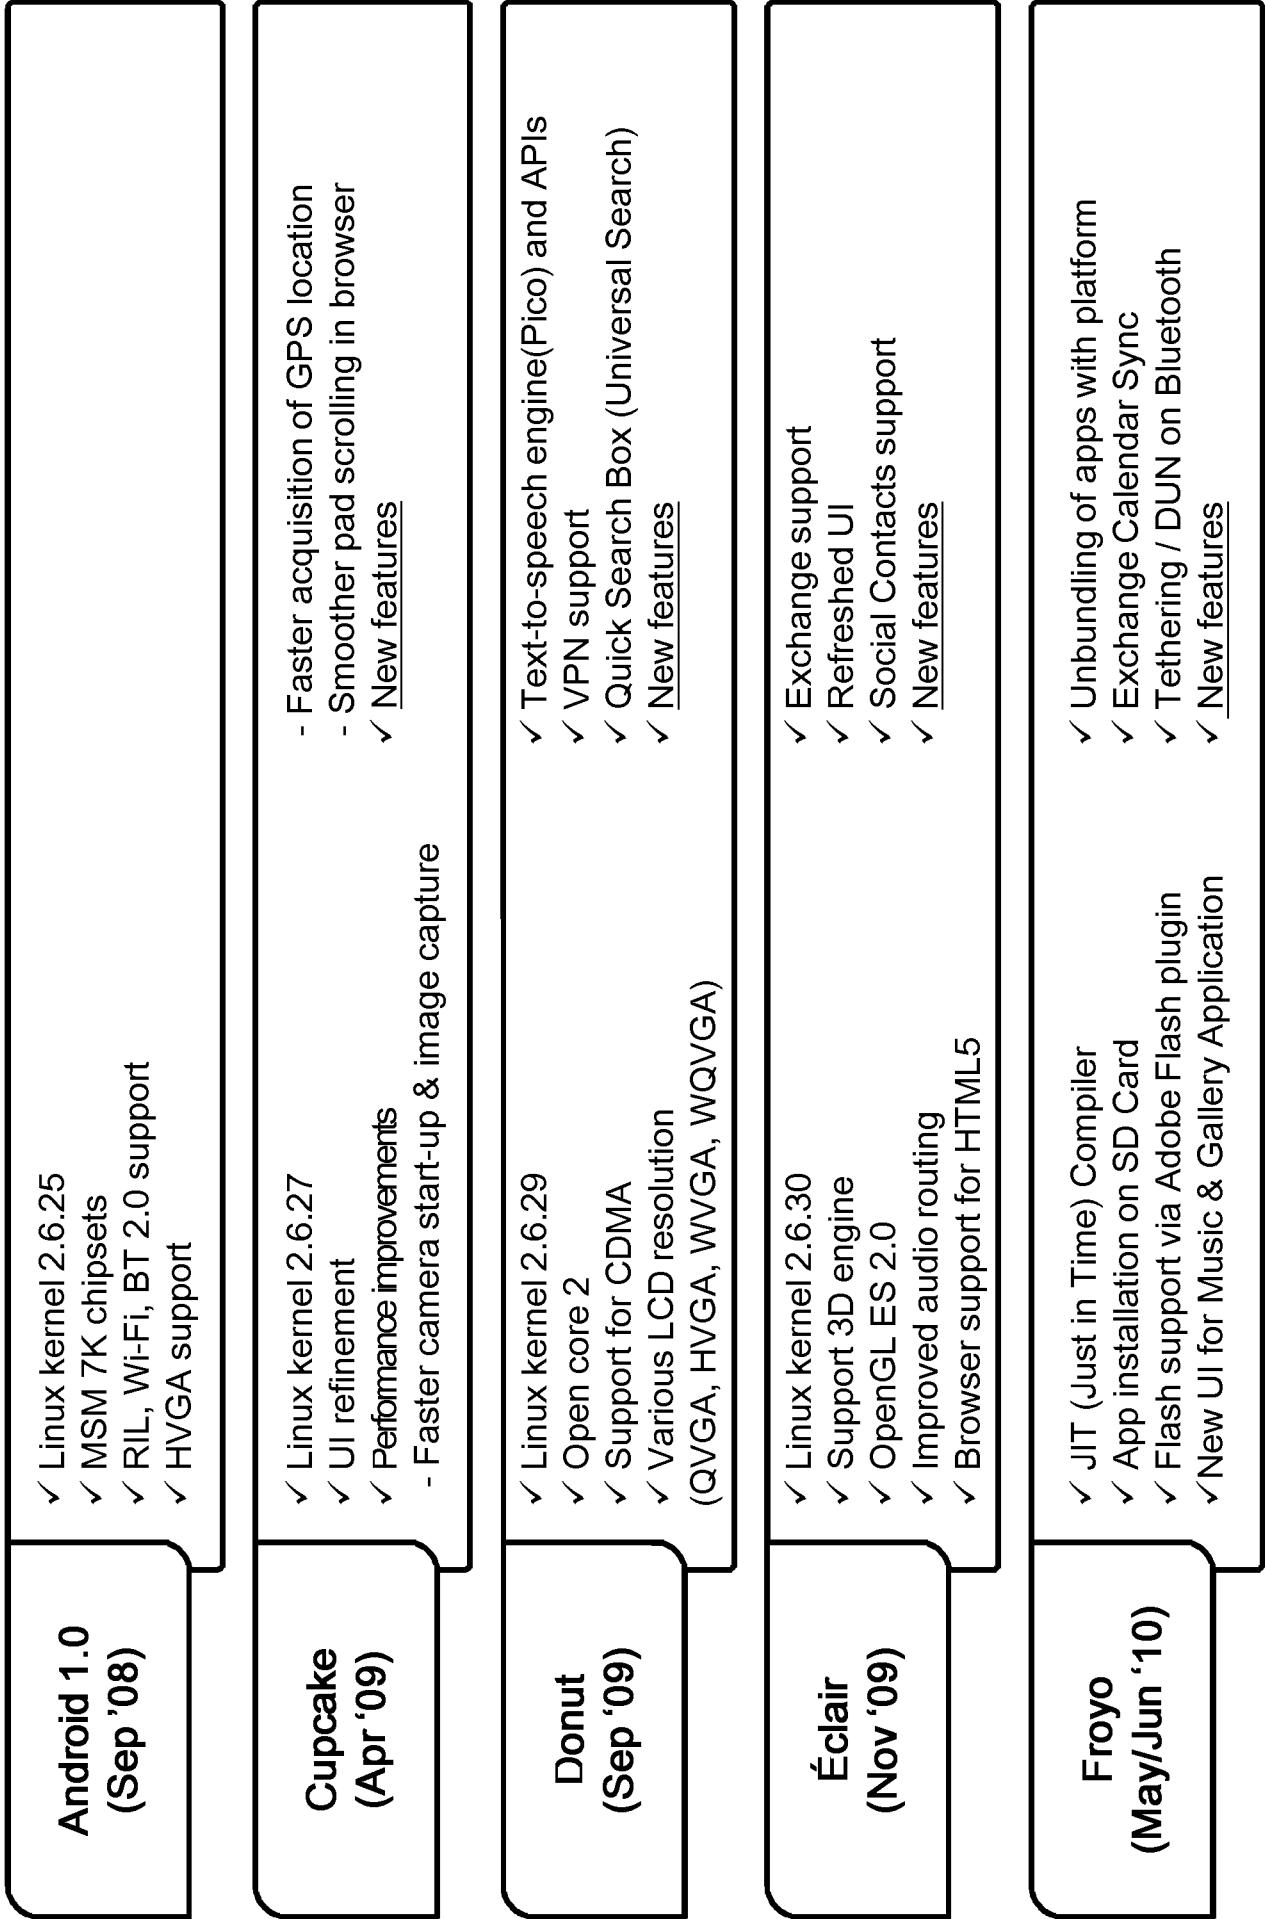 Android 1.0
(Sep ’08)
✓ Linux kernel 2.6.25
✓ MSM 7K chipsets
✓ RIL, Wi-Fi, BT 2.0 support
✓ HVGA support
Cupcake
(Apr ‘09)
✓ Linux kernel 2.6.27
✓ UI refinement
✓ Performance improvements
- Faster camera start-up & image capture
- Faster acquisition of GPS location
- Smoother pad scrolling in browser
✓ New features
Donut
(Sep ‘09)
✓ Linux kernel 2.6.29
✓ Open core 2
✓ Support for CDMA
✓ Various LCD resolution
(QVGA, HVGA, WVGA, WQVGA)
✓ Text-to-speech engine(Pico) and APIs
✓ VPN support
✓ Quick Search Box (Universal Search)
✓ New features
Éclair
(Nov ‘09)
✓ Linux kernel 2.6.30
✓ Support 3D engine
✓ OpenGL ES 2.0
✓ Improved audio routing
✓ Browser support for HTML5
✓ Exchange support
✓ Refreshed UI
✓ Social Contacts support
✓ New features
Froyo
(May/Jun ‘10)
✓ JIT (Just in Time) Compiler
✓ App installation on SD Card
✓ Flash support via Adobe Flash plugin
✓New UI for Music & Gallery Application
✓ Unbundling of apps with platform
✓ Exchange Calendar Sync
✓ Tethering / DUN on Bluetooth
✓ New features